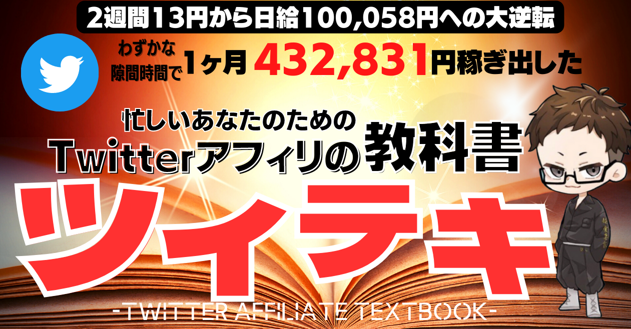 2週間13円から日給100,058円への大逆転
わずかな
隙間時間で1ヶ月432,831円稼ぎ出した
忙しいあなたのための
Twitterアフィリの教科書
ツイテキ
-TWITTER AFFILIATE TEXTBOOK-